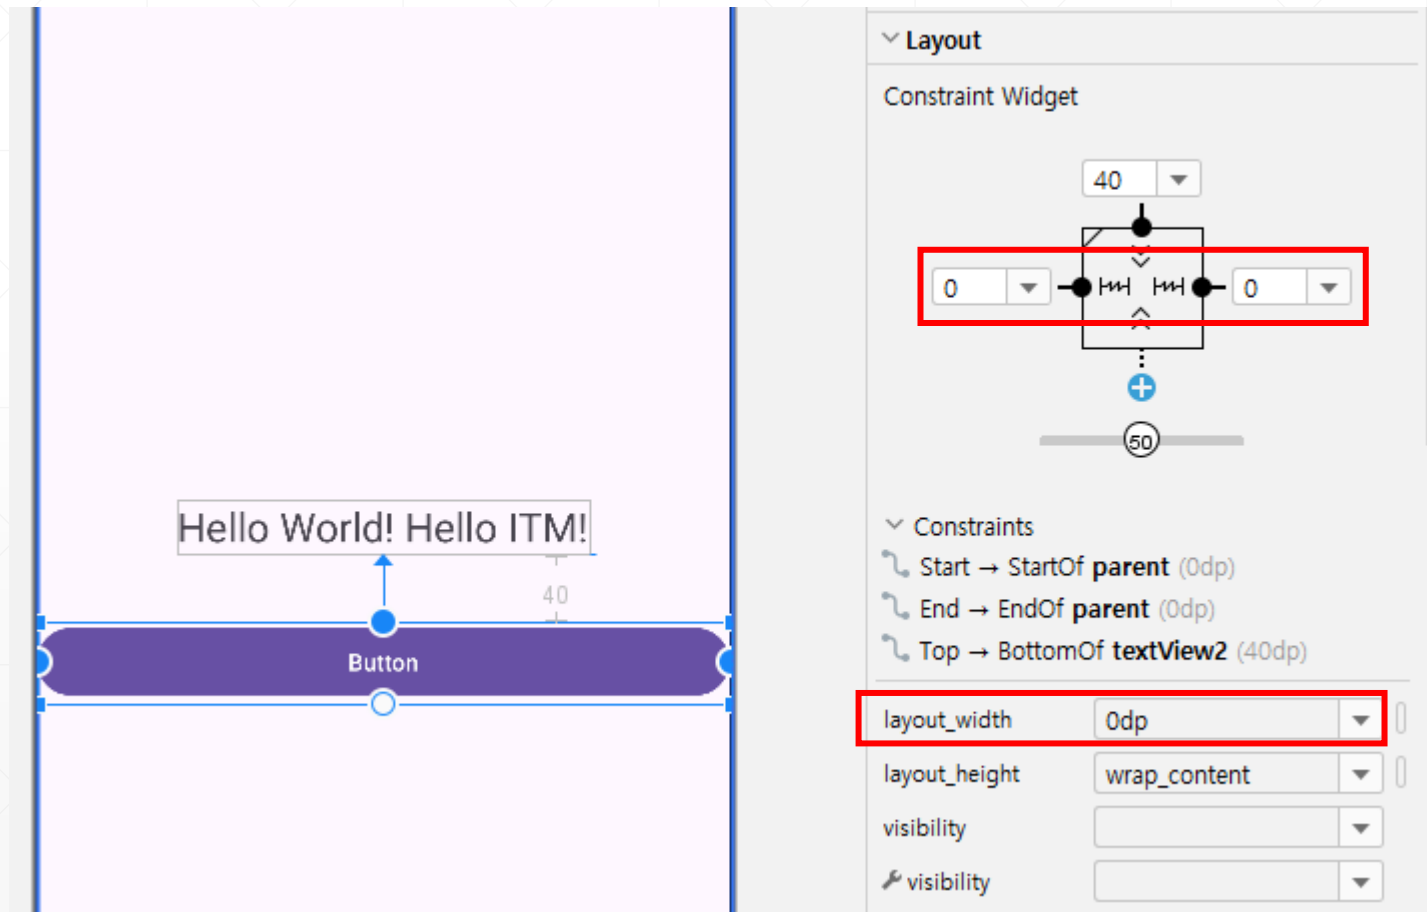 Layout
Constraint Widget
40
0
0
50
Hello World! Hello ITM!
40
Button
Constraints
Start → StartOf parent (0dp)
End → EndOf parent (0dp)
Top → BottomOf textView2 (40dp)
layout_width 0dp
layout_height wrap_content
visibility
visibility